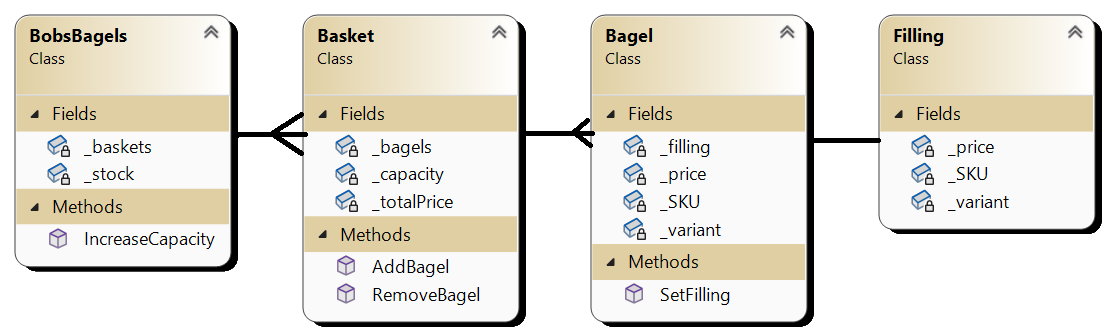 BobsBagels
Class
Fields
_baskets
_stock
Methods
IncreaseCapacity
Basket
Class
Fields
_bagels
_capacity
_totalPrice
Methods
AddBagel
RemoveBagel
Bagel
Class
Fields
_filling
_price
_SKU
_variant
Methods
SetFilling
Filling
Class
Fields
_price
_SKU
_variant